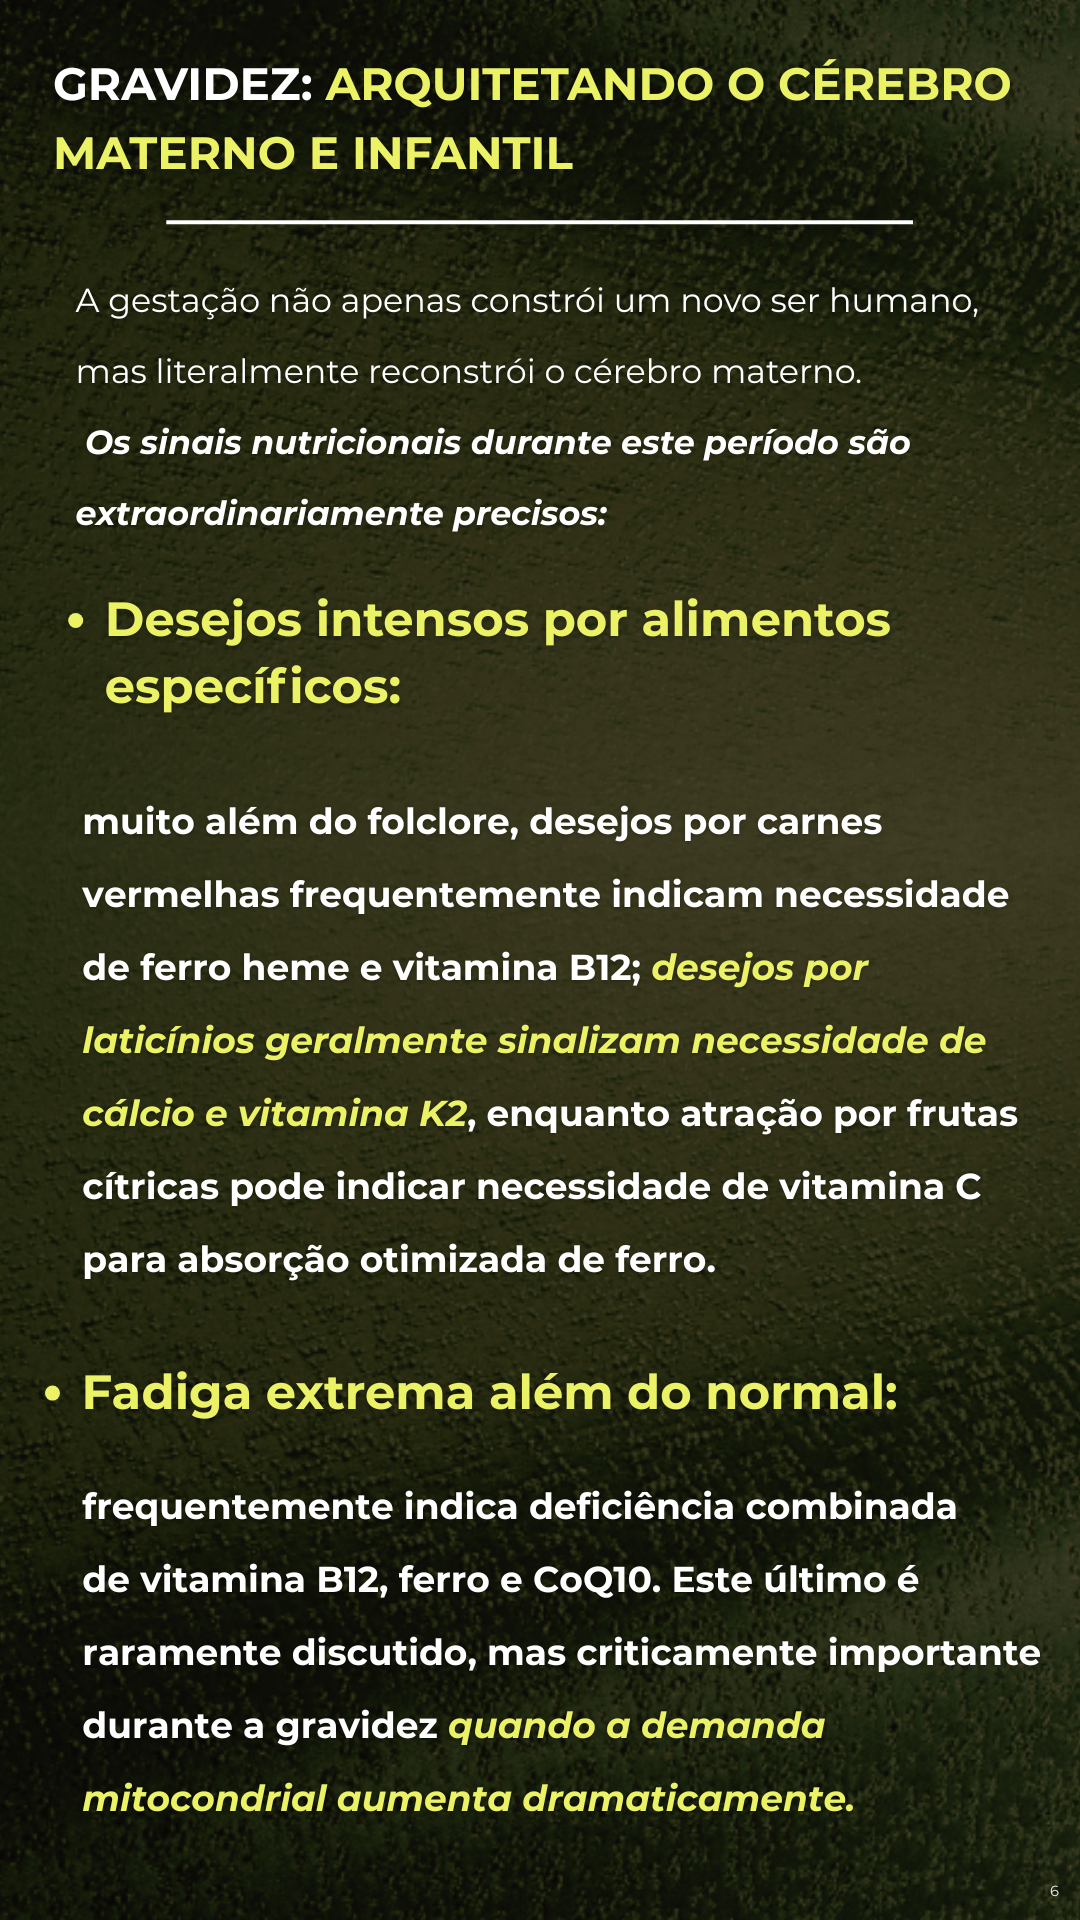 GRAVIDEZ: ARQUITETANDO O CÉREBRO
MATERNO E INFANTIL
A gestação não apenas constrói um novo ser humano,
mas literalmente reconstrói o cérebro materno.
Os sinais nutricionais durante este período são
extraordinariamente precisos:
• Desejos intensos por alimentos
específicos:
muito além do folclore, desejos por carnes
vermelhas frequentemente indicam necessidade
de ferro heme e vitamina B12; desejos por
laticínios geralmente sinalizam necessidade de
cálcio e vitamina K2, enquanto atração por frutas
cítricas pode indicar necessidade de vitamina C
para absorção otimizada de ferro.
• Fadiga extrema além do normal:
frequentemente indica deficiência combinada
de vitamina B12, ferro e CoQ10. Este último é
raramente discutido, mas criticamente importante
durante a gravidez quando a demanda
mitocondrial aumenta dramaticamente.
6